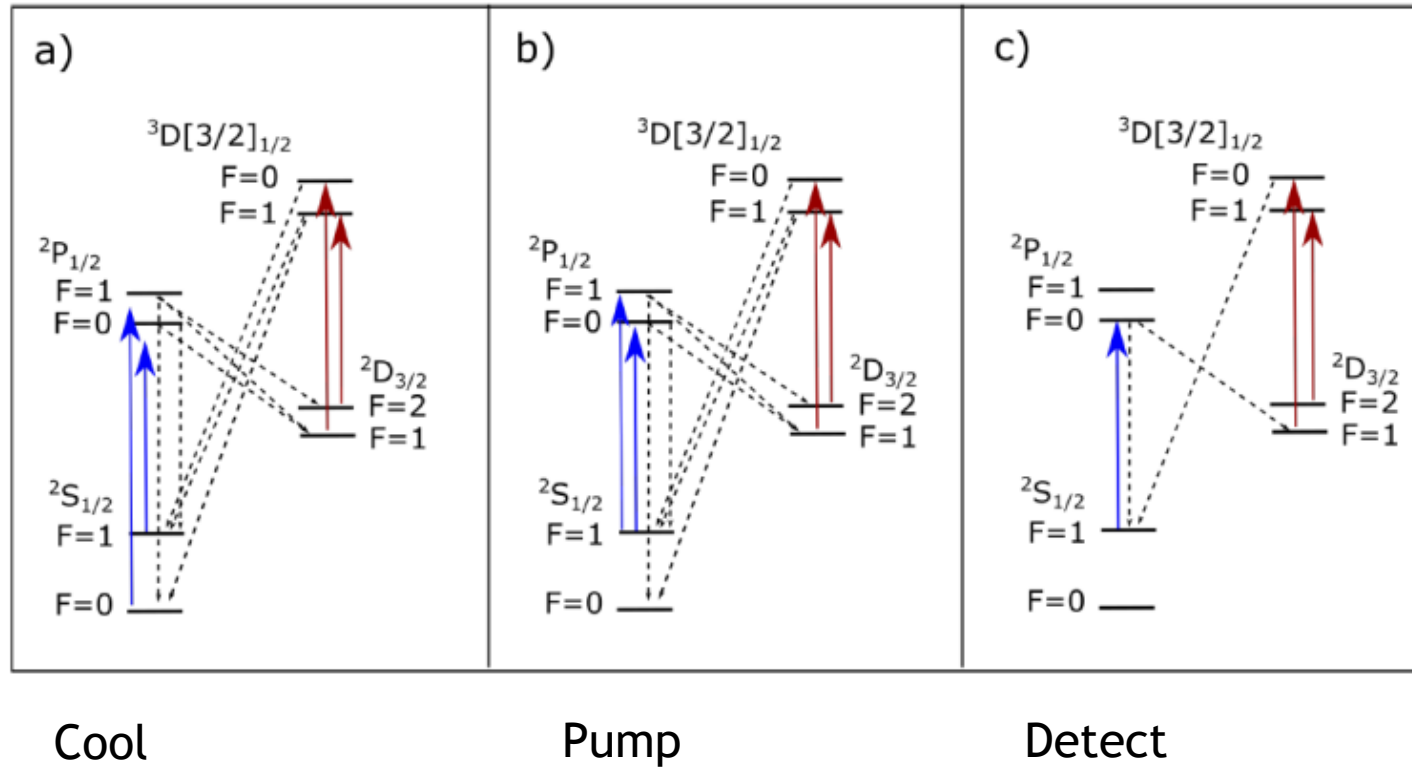 a)
³D[3/2]₁/₂
F=0
F=1
²P₁/₂
F=1
F=0
²D₃/₂
F=2
F=1
²S₁/₂
F=1
F=0
b)
³D[3/2]₁/₂
F=0
F=1
²P₁/₂
F=1
F=0
²D₃/₂
F=2
F=1
²S₁/₂
F=1
F=0
c)
³D[3/2]₁/₂
F=0
F=1
²P₁/₂
F=1
F=0
²D₃/₂
F=2
F=1
²S₁/₂
F=1
F=0
Cool
Pump
Detect